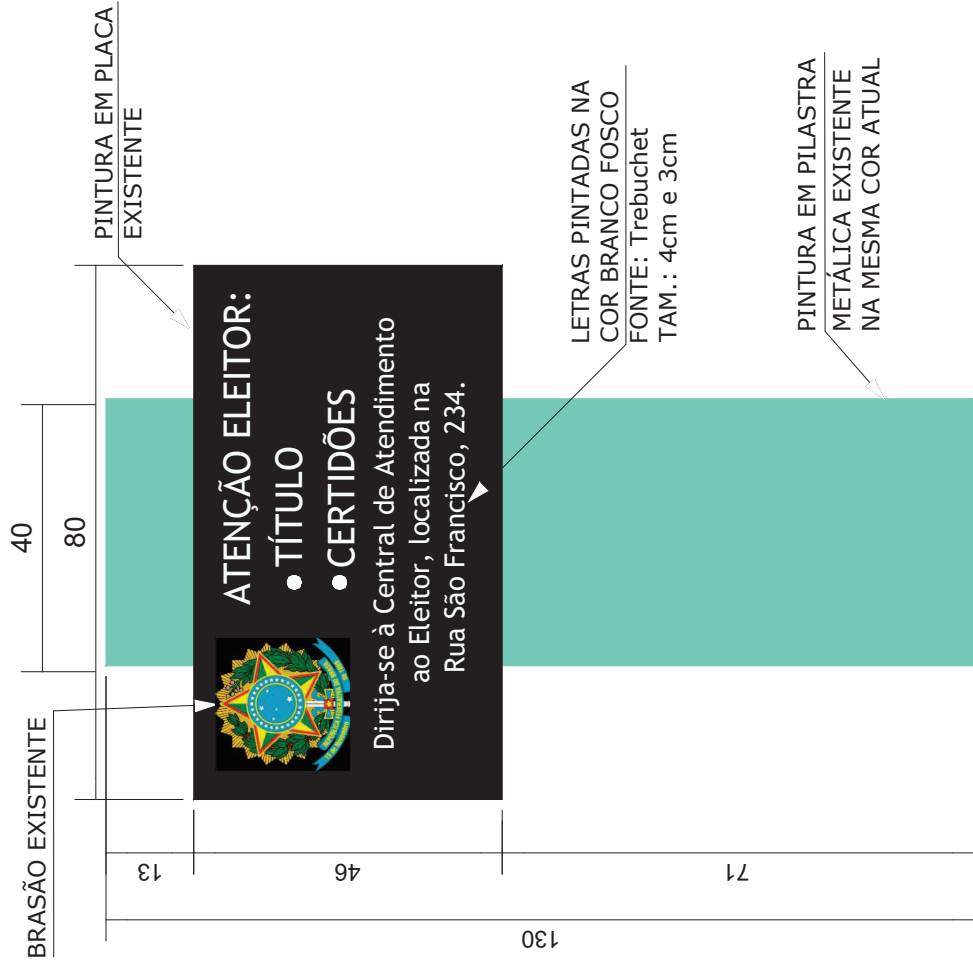 BRASÃO EXISTENTE
PINTURA EM PLACA
EXISTENTE
40
80
ATENÇÃO ELEITOR:
• TÍTULO
• CERTIDÕES
Dirija-se à Central de Atendimento
ao Eleitor, localizada na
Rua São Francisco, 234.
LETRAS PINTADAS NA
COR BRANCO FOSCO
FONTE: Trebuchet
TAM.: 4cm e 3cm
PINTURA EM PILASTRA
METÁLICA EXISTENTE
NA MESMA COR ATUAL
13
46
71
130